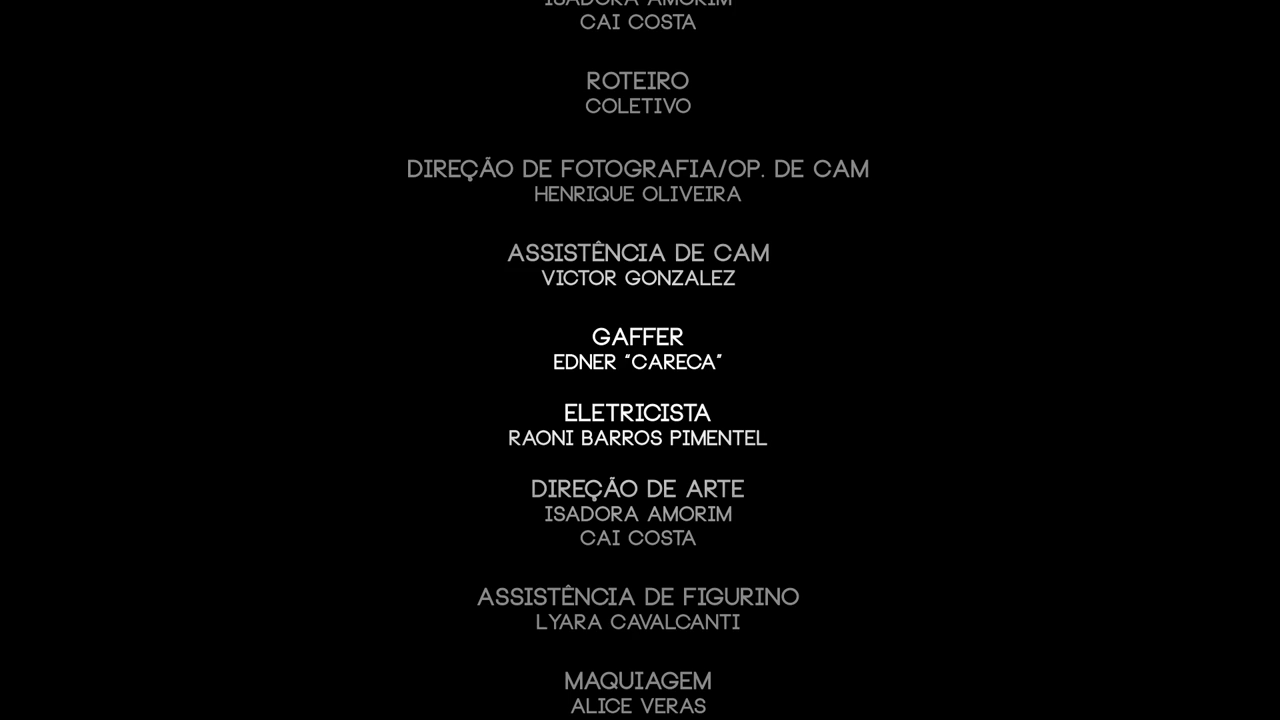 ISADORA AMORIM
CAI COSTA
ROTEIRO
COLETIVO
DIREÇÃO DE FOTOGRAFIA/OP. DE CAM
HENRIQUE OLIVEIRA
ASSISTÊNCIA DE CAM
VICTOR GONZALEZ
GAFFER
EDNER “CARECA”
ELETRICISTA
RAONI BARROS PIMENTEL
DIREÇÃO DE ARTE
ISADORA AMORIM
CAI COSTA
ASSISTÊNCIA DE FIGURINO
LYARA CAVALCANTI
MAQUIAGEM
ALICE VERAS